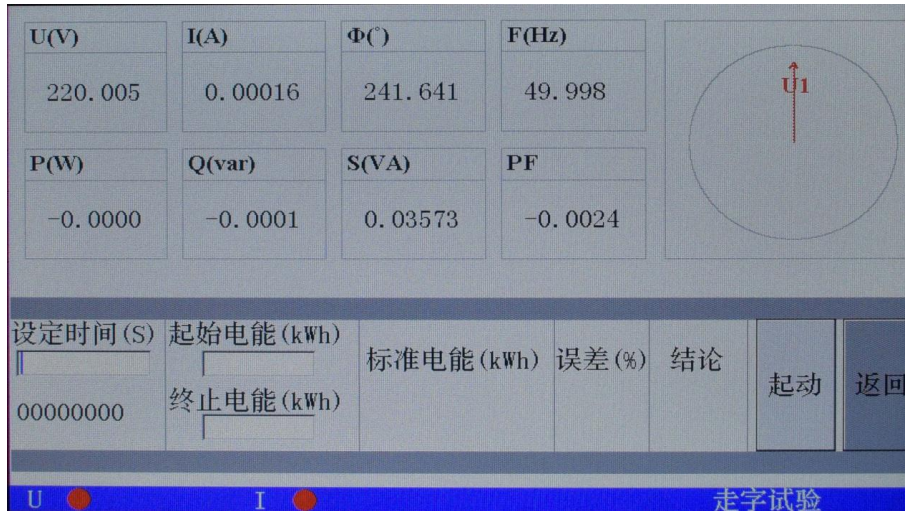 U(V) I(A) Φ(°) F(Hz)
220.005 0.00016 241.641 49.998
U1
P(W) Q(var) S(VA) PF
-0.0000 -0.0001 0.03573 -0.0024
设定时间(S) 起始电能(kWh)
标准电能(kWh) 误差(%) 结论
起动 返回
00000000 终止电能(kWh)
U I 走字试验